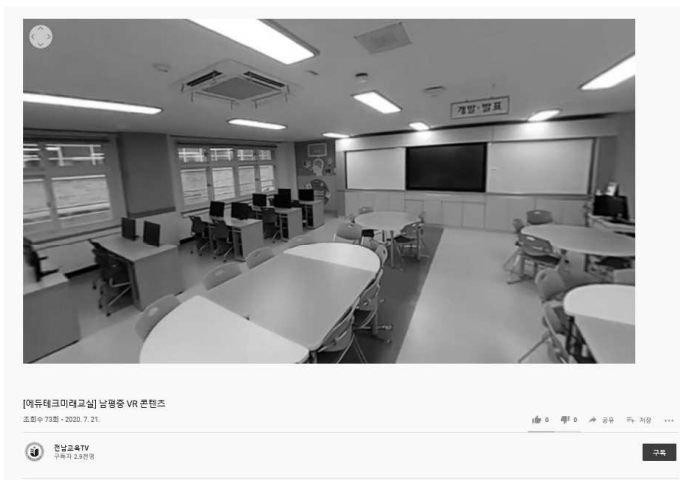 개발·발표
[에듀테크미래교실] 남평중 VR 콘텐츠
조회수 73회 • 2020. 7. 21.
0 0 공유 저장
전남교육TV
구독자 2.9천명
구독